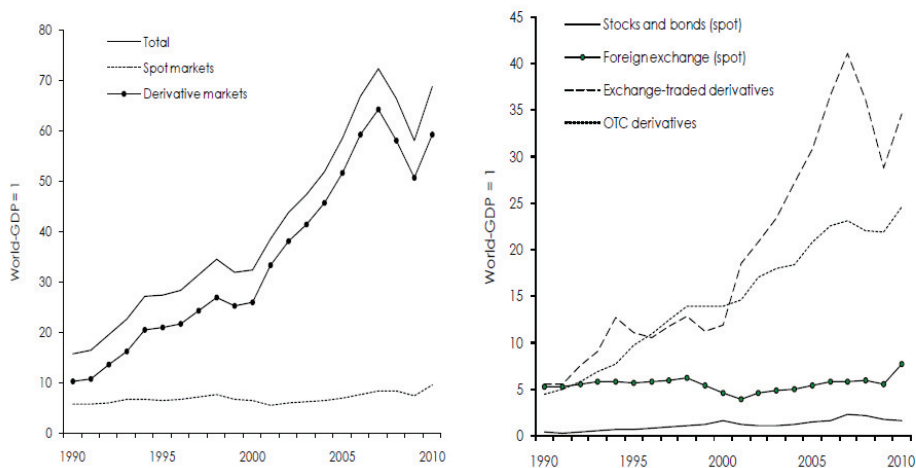 80
70
60
50
40
30
20
10
0
World-GDP = 1
Total
Spot markets
Derivative markets
1990 1995 2000 2005 2010
45
40
35
30
25
20
15
10
5
0
World-GDP = 1
Stocks and bonds (spot)
Foreign exchange (spot)
Exchange-traded derivatives
OTC derivatives
1990 1995 2000 2005 2010